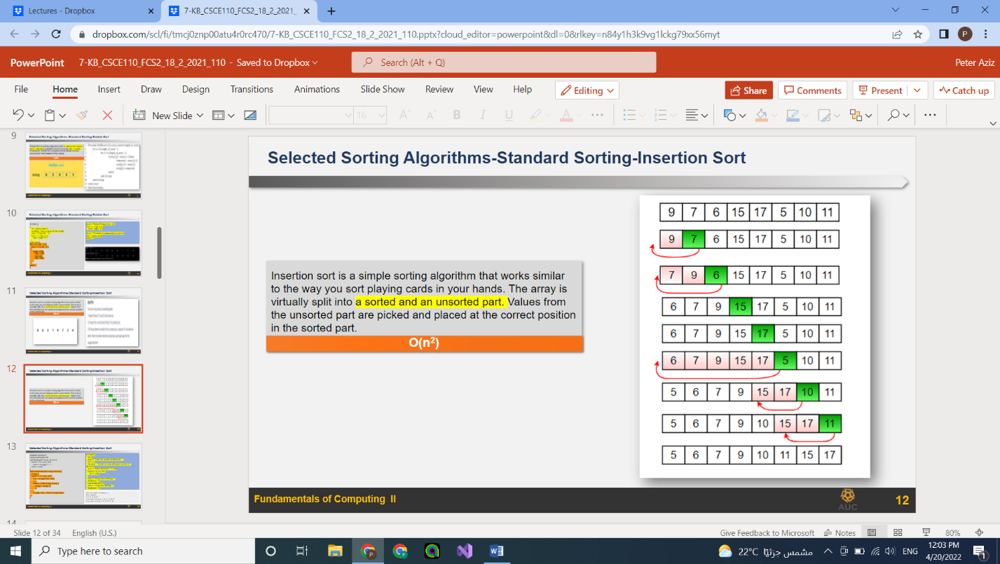 Lectures - Dropbox
7-KB_CSCE110_FCS2_18_2_2021_
dropbox.com/scl/fi/tmcj0znp00atu4r0rc470/7-KB_CSCE110_FCS2_18_2_2021_110.pptx?cloud_editor=powerpoint&dl=0&rlkey=n84y1h3k9vg1lckg79xx56myt
P
PowerPoint 7-KB_CSCE110_FCS2_18_2_2021_110 - Saved to Dropbox
Search (Alt + Q)
Peter Aziz
File Home Insert Draw Design Transitions Animations Slide Show Review View Help Editing Share Comments Present Catch up
New Slide 16 A A B I U A
9
10
11
12
13
14
Selected Sorting Algorithms-Standard Sorting-Insertion Sort
Insertion sort is a simple sorting algorithm that works similar
to the way you sort playing cards in your hands. The array is
virtually split into a sorted and an unsorted part. Values from
the unsorted part are picked and placed at the correct position
in the sorted part.
O(n²)
9 7 6 15 17 5 10 11
9 7 6 15 17 5 10 11
7 9 6 15 17 5 10 11
6 7 9 15 17 5 10 11
6 7 9 15 17 5 10 11
6 7 9 15 17 5 10 11
5 6 7 9 15 17 10 11
5 6 7 9 10 15 17 11
5 6 7 9 10 11 15 17
Fundamentals of Computing II
AUC
12
Slide 12 of 34 English (U.S.)
Give Feedback to Microsoft Notes 80%
Type here to search
22°C مشمس جزئيًا
ENG
12:03 PM
4/20/2022
1